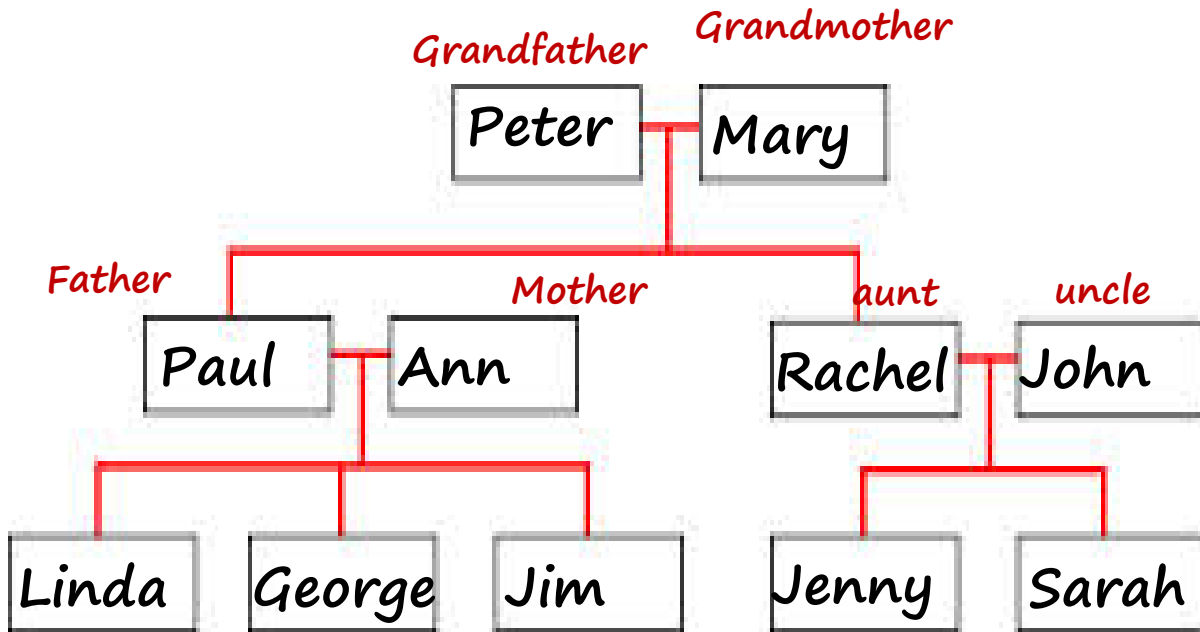 Grandfather
Grandmother
Peter
Mary
Father
Mother
aunt
uncle
Paul
Ann
Rachel
John
Linda
George
Jim
Jenny
Sarah